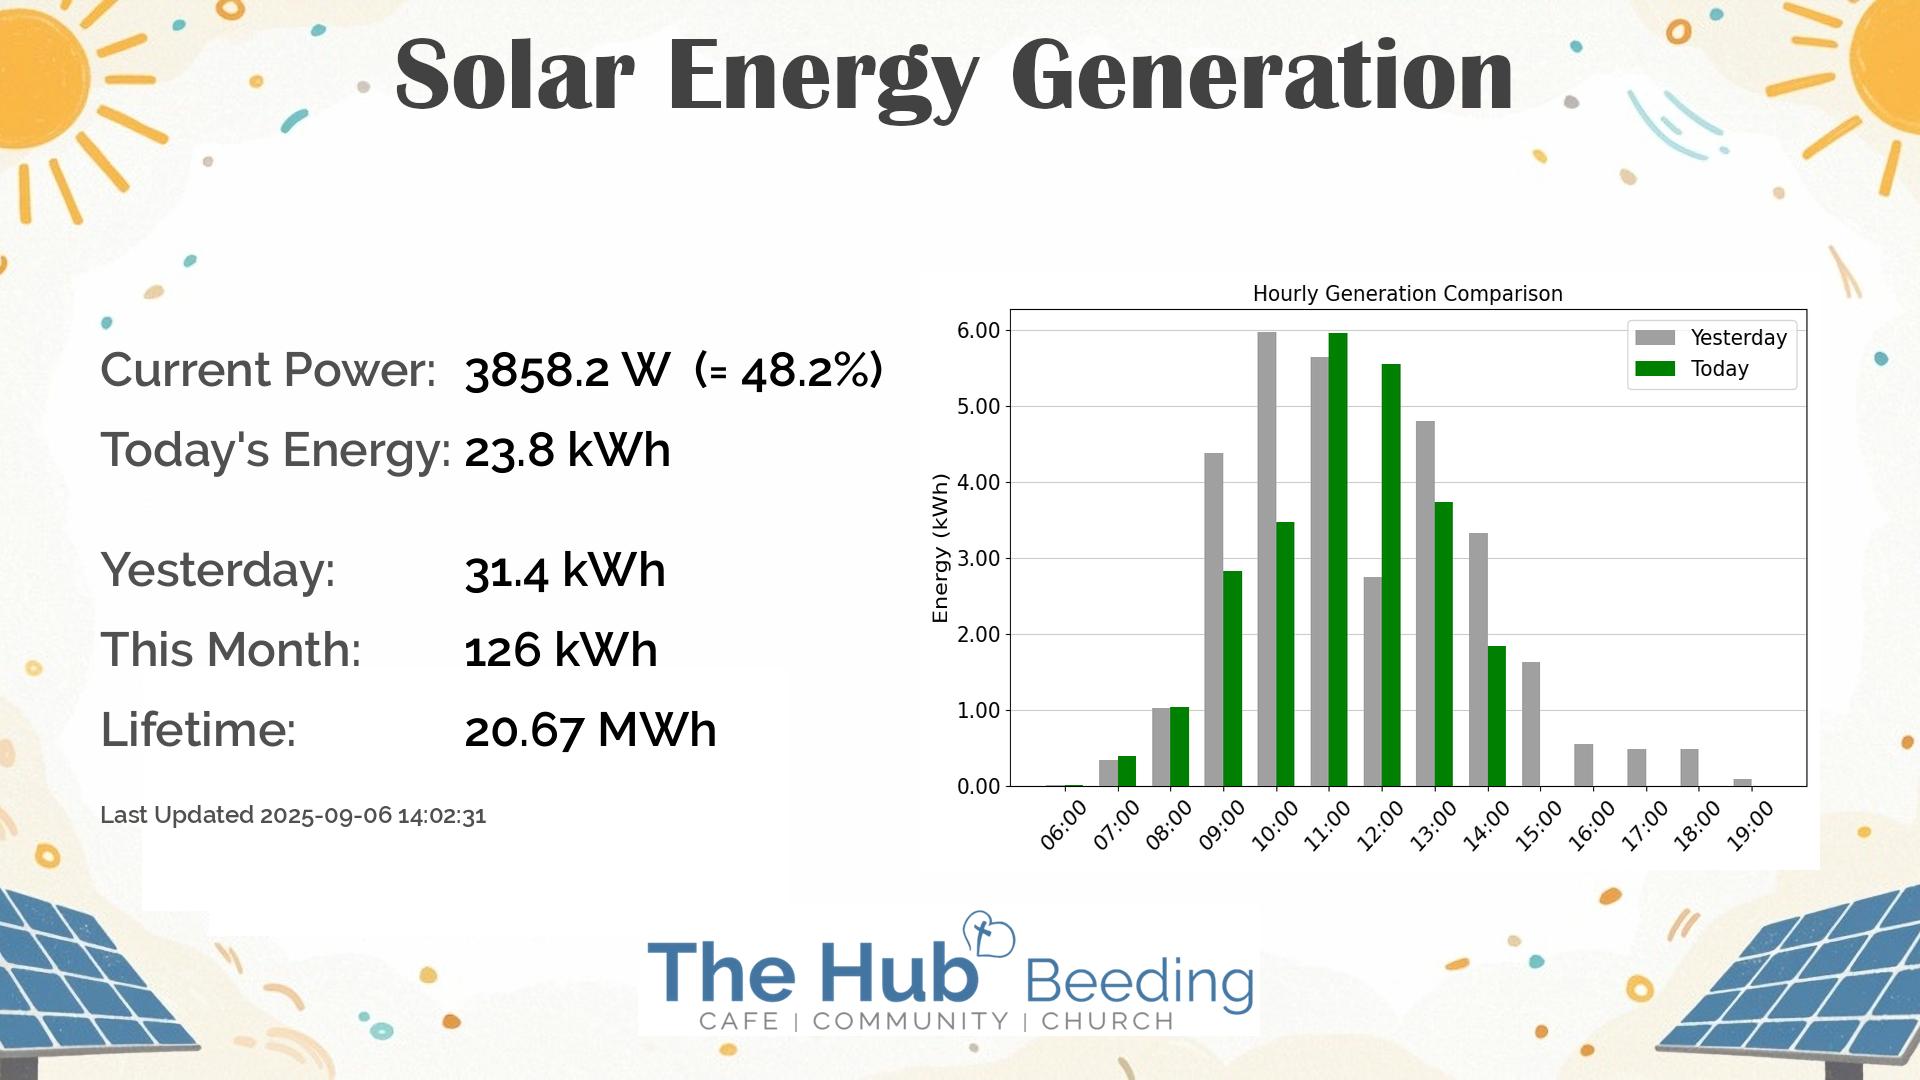 Solar Energy Generation
Current Power: 3858.2 W (= 48.2%)
Today's Energy: 23.8 kWh
Yesterday: 31.4 kWh
This Month: 126 kWh
Lifetime: 20.67 MWh
Last Updated 2025-09-06 14:02:31
Hourly Generation Comparison
Yesterday
Today
Energy (kWh)
6.00
5.00
4.00
3.00
2.00
1.00
0.00
06:00 07:00 08:00 09:00 10:00 11:00 12:00 13:00 14:00 15:00 16:00 17:00 18:00 19:00
The Hub Beeding
CAFE | COMMUNITY | CHURCH